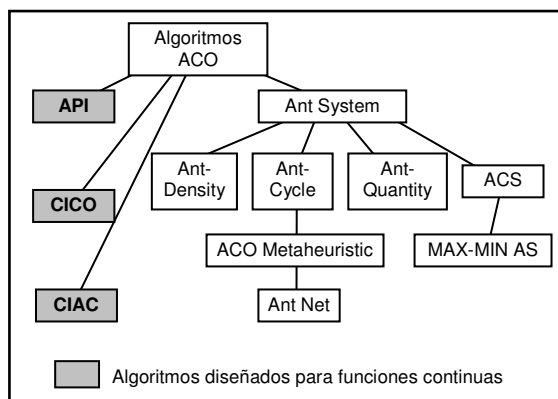 Algoritmos
ACO
API
Ant System
Ant-
Density
Ant-
Cycle
Ant-
Quantity
ACS
CICO
ACO Metaheuristic
MAX-MIN AS
CIAC
Ant Net
Algoritmos diseñados para funciones continuas